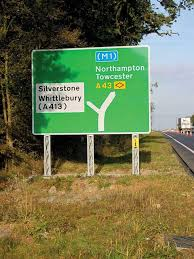 (M1)
Northampton
Towcester
A43
Silverstone
Whittlebury
(A413)